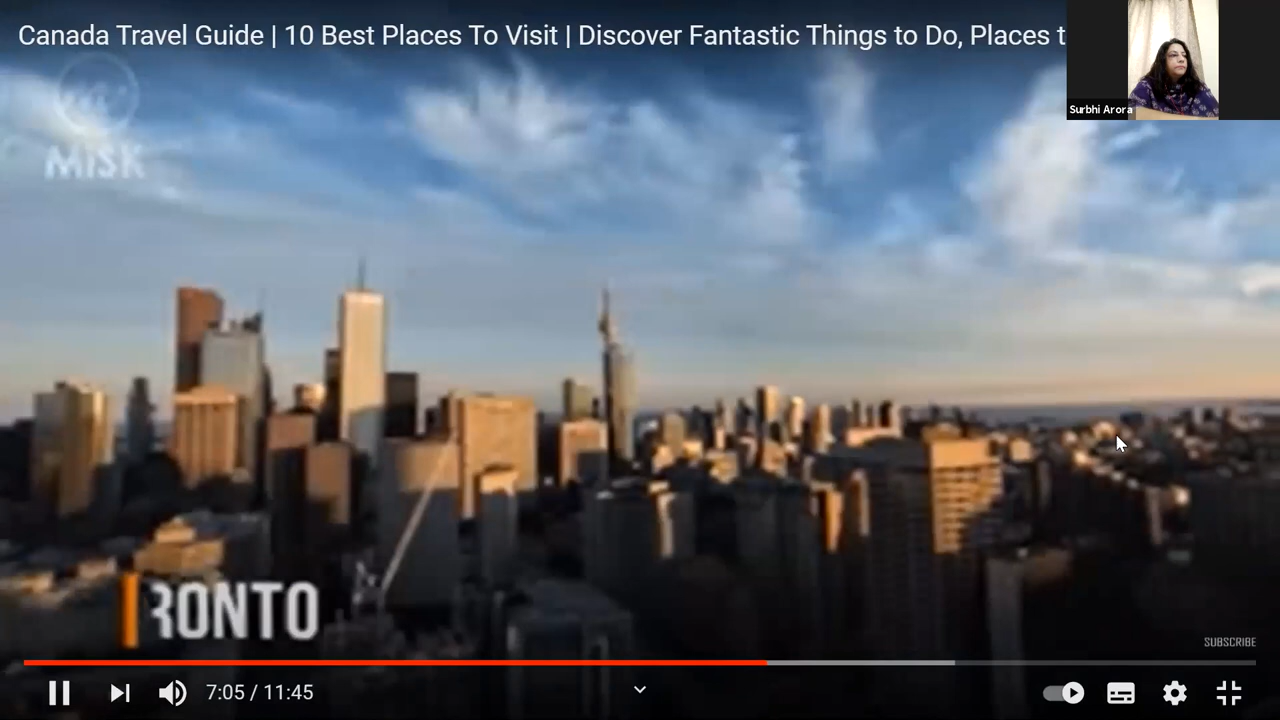 Canada Travel Guide | 10 Best Places To Visit | Discover Fantastic Things to Do, Places t
Surbhi Arora
MiSK
RONTO
SUBSCRIBE
7:05 / 11:45